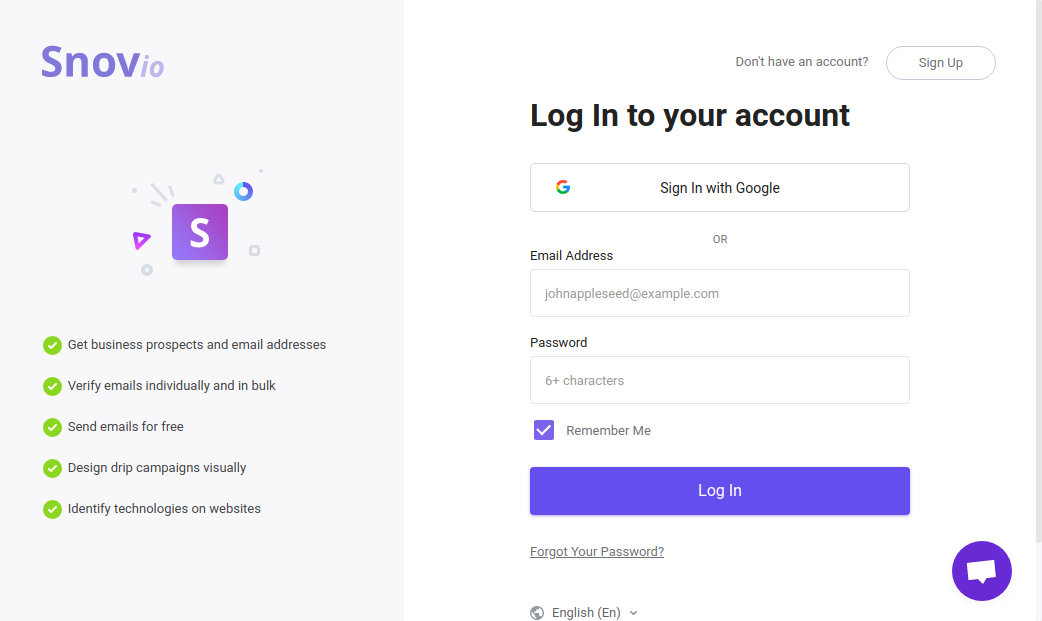 Snovio
Don't have an account?
Sign Up
Log In to your account
Sign In with Google
OR
Email Address
johnappleseed@example.com
Password
6+ characters
Remember Me
Log In
Forgot Your Password?
English (En)
S
Get business prospects and email addresses
Verify emails individually and in bulk
Send emails for free
Design drip campaigns visually
Identify technologies on websites